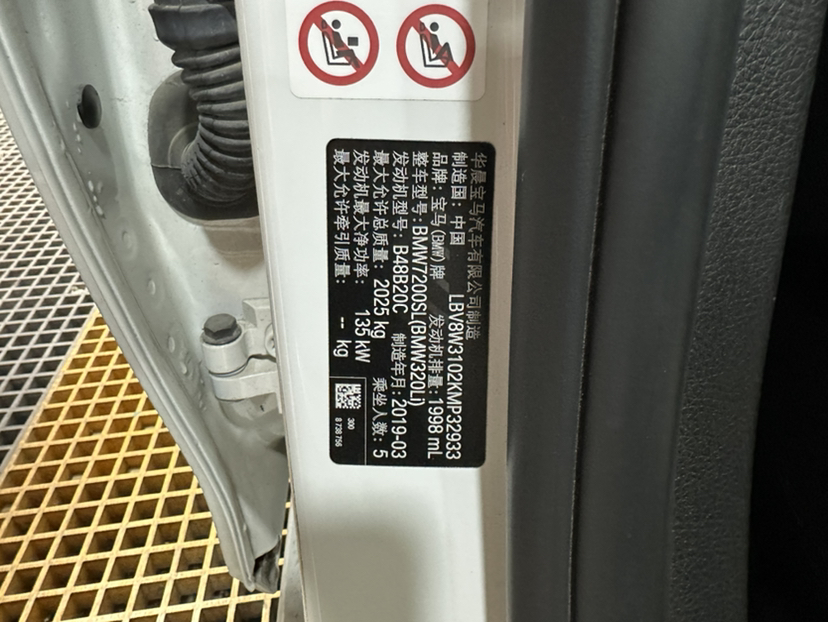 华晨宝马汽车有限公司制造
制造国：中国 LBV8W3102KMP32933
品牌：宝马(BMW)牌 发动机排量：1998 mL
整车型号：BMW7200SL(BMW320Li)
发动机型号：B48B20C 制造年月：2019-03
最大允许总质量：2025 kg 乘坐人数：5
发动机最大净功率：135 kW
最大允许牵引质量：-- kg
300
8 738 756